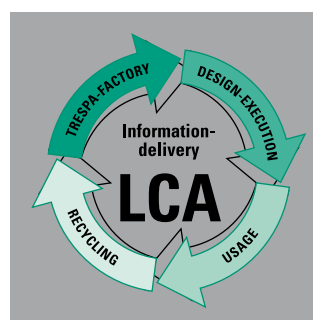 TRESPA-FACTORY
DESIGN-EXECUTION
Information-
delivery
LCA
RECYCLING
USAGE